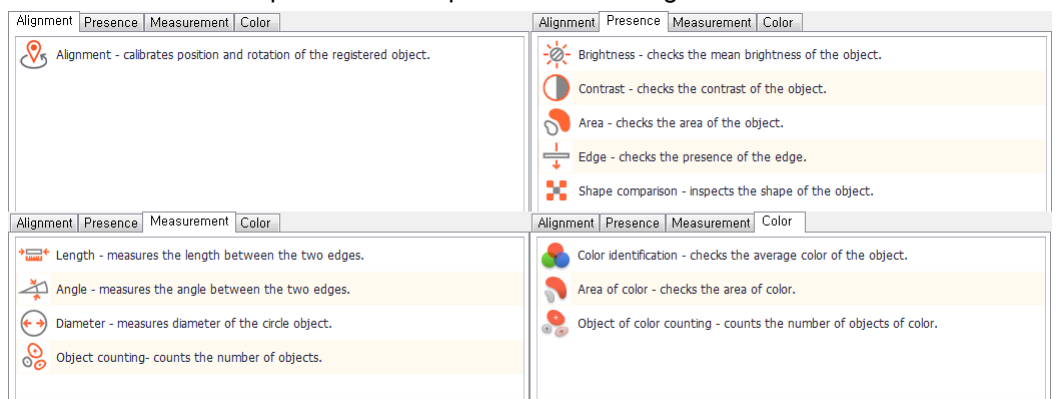 Alignment Presence Measurement Color
Alignment - calibrates position and rotation of the registered object.
Alignment Presence Measurement Color
Brightness - checks the mean brightness of the object.
Contrast - checks the contrast of the object.
Area - checks the area of the object.
Edge - checks the presence of the edge.
Shape comparison - inspects the shape of the object.
Alignment Presence Measurement Color
Length - measures the length between the two edges.
Angle - measures the angle between the two edges.
Diameter - measures diameter of the circle object.
Object counting- counts the number of objects.
Alignment Presence Measurement Color
Color identification - checks the average color of the object.
Area of color - checks the area of color.
Object of color counting - counts the number of objects of color.